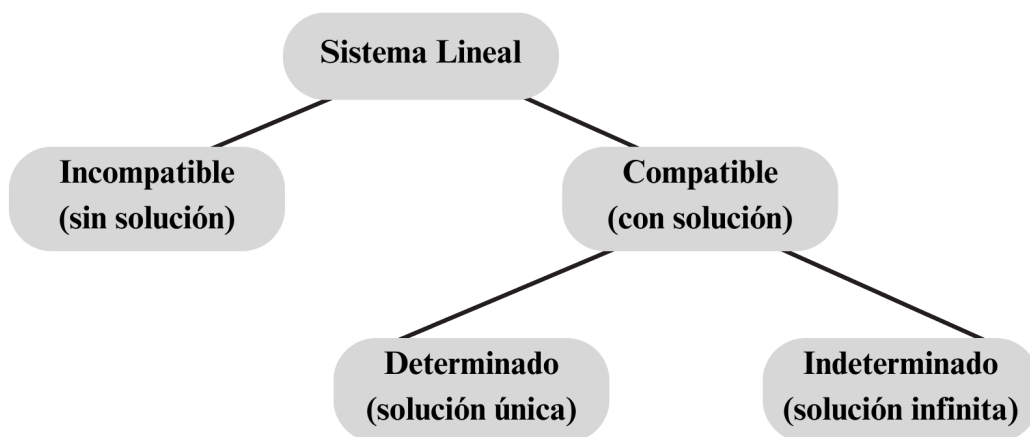 Sistema Lineal
Incompatible
(sin solución)
Compatible
(con solución)
Determinado
(solución única)
Indeterminado
(solución infinita)